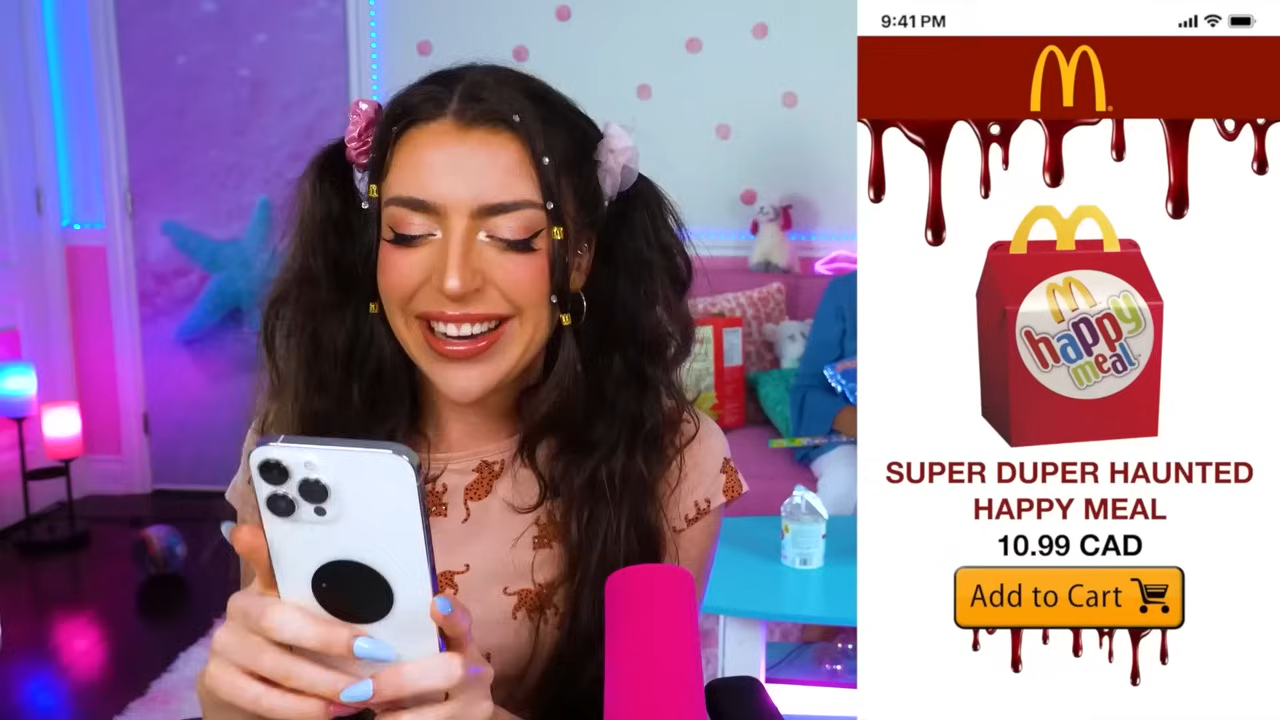 9:41 PM
SUPER DUPER HAUNTED
HAPPY MEAL
10.99 CAD
Add to Cart
happy
meal